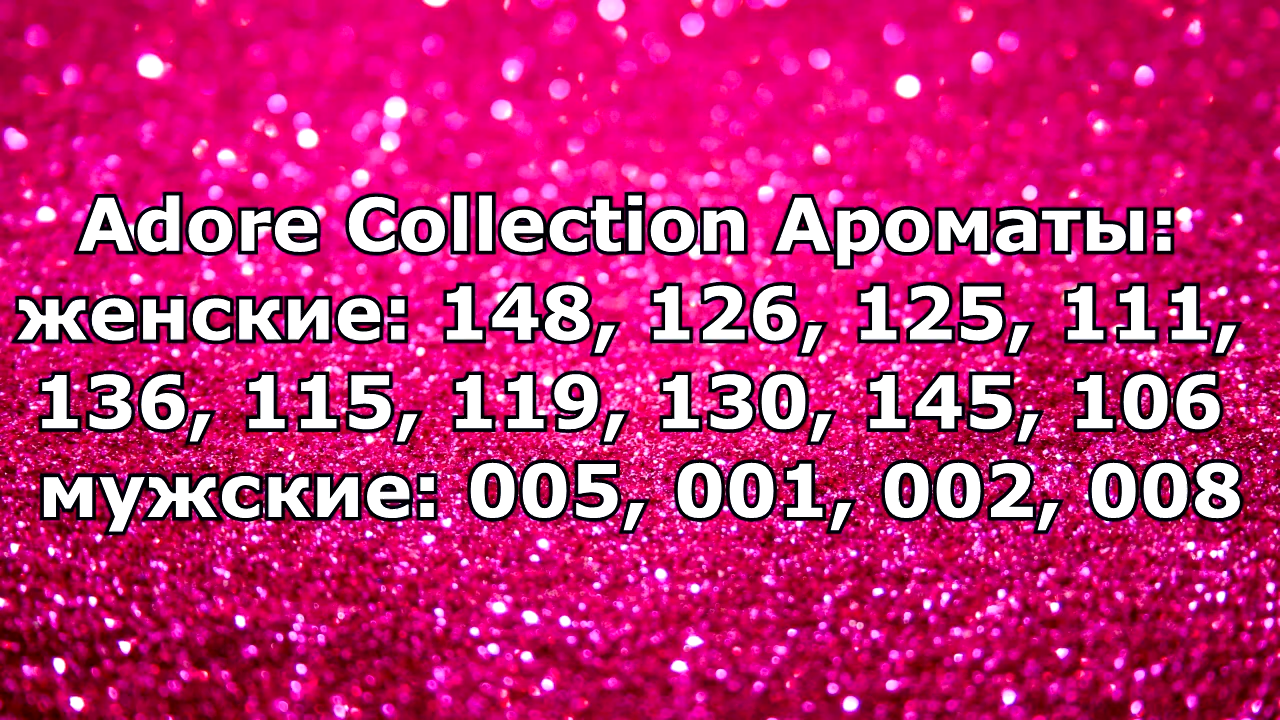 Adore Collection Ароматы:
женские: 148, 126, 125, 111,
136, 115, 119, 130, 145, 106
мужские: 005, 001, 002, 008